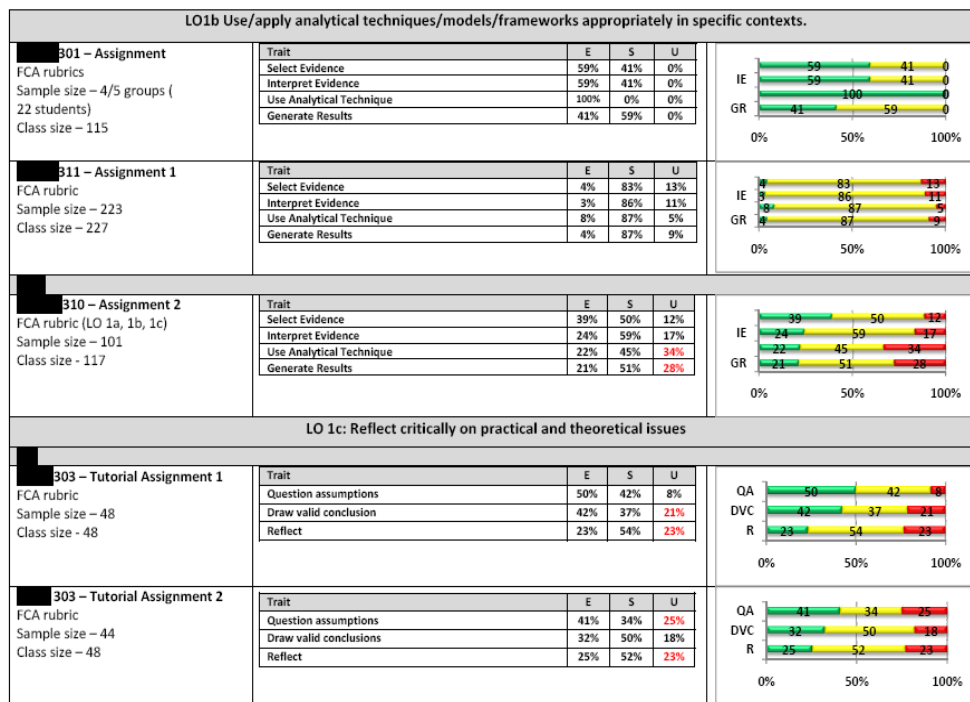 LO1b Use/apply analytical techniques/models/frameworks appropriately in specific contexts.
301 – Assignment
FCA rubrics
Sample size – 4/5 groups (
22 students)
Class size – 115
Trait E S U
Select Evidence 59% 41% 0%
Interpret Evidence 59% 41% 0%
Use Analytical Technique 100% 0% 0%
Generate Results 41% 59% 0%
59 41 0
IE 59 41 0
100 0
GR 41 59 0
0% 50% 100%
311 – Assignment 1
FCA rubric
Sample size – 223
Class size – 227
Trait E S U
Select Evidence 4% 83% 13%
Interpret Evidence 3% 86% 11%
Use Analytical Technique 8% 87% 5%
Generate Results 4% 87% 9%
4 83 13
IE 3 86 11
8 87 5
GR 4 87 9
0% 50% 100%
310 – Assignment 2
FCA rubric (LO 1a, 1b, 1c)
Sample size – 101
Class size - 117
Trait E S U
Select Evidence 39% 50% 12%
Interpret Evidence 24% 59% 17%
Use Analytical Technique 22% 45% 34%
Generate Results 21% 51% 28%
39 50 12
IE 24 59 17
22 45 34
GR 21 51 28
0% 50% 100%
LO 1c: Reflect critically on practical and theoretical issues
303 – Tutorial Assignment 1
FCA rubric
Sample size – 48
Class size - 48
Trait E S U
Question assumptions 50% 42% 8%
Draw valid conclusion 42% 37% 21%
Reflect 23% 54% 23%
QA 50 42 8
DVC 42 37 21
R 23 54 23
0% 50% 100%
303 – Tutorial Assignment 2
FCA rubric
Sample size – 44
Class size – 48
Trait E S U
Question assumptions 41% 34% 25%
Draw valid conclusions 32% 50% 18%
Reflect 25% 52% 23%
QA 41 34 25
DVC 32 50 18
R 25 52 23
0% 50% 100%